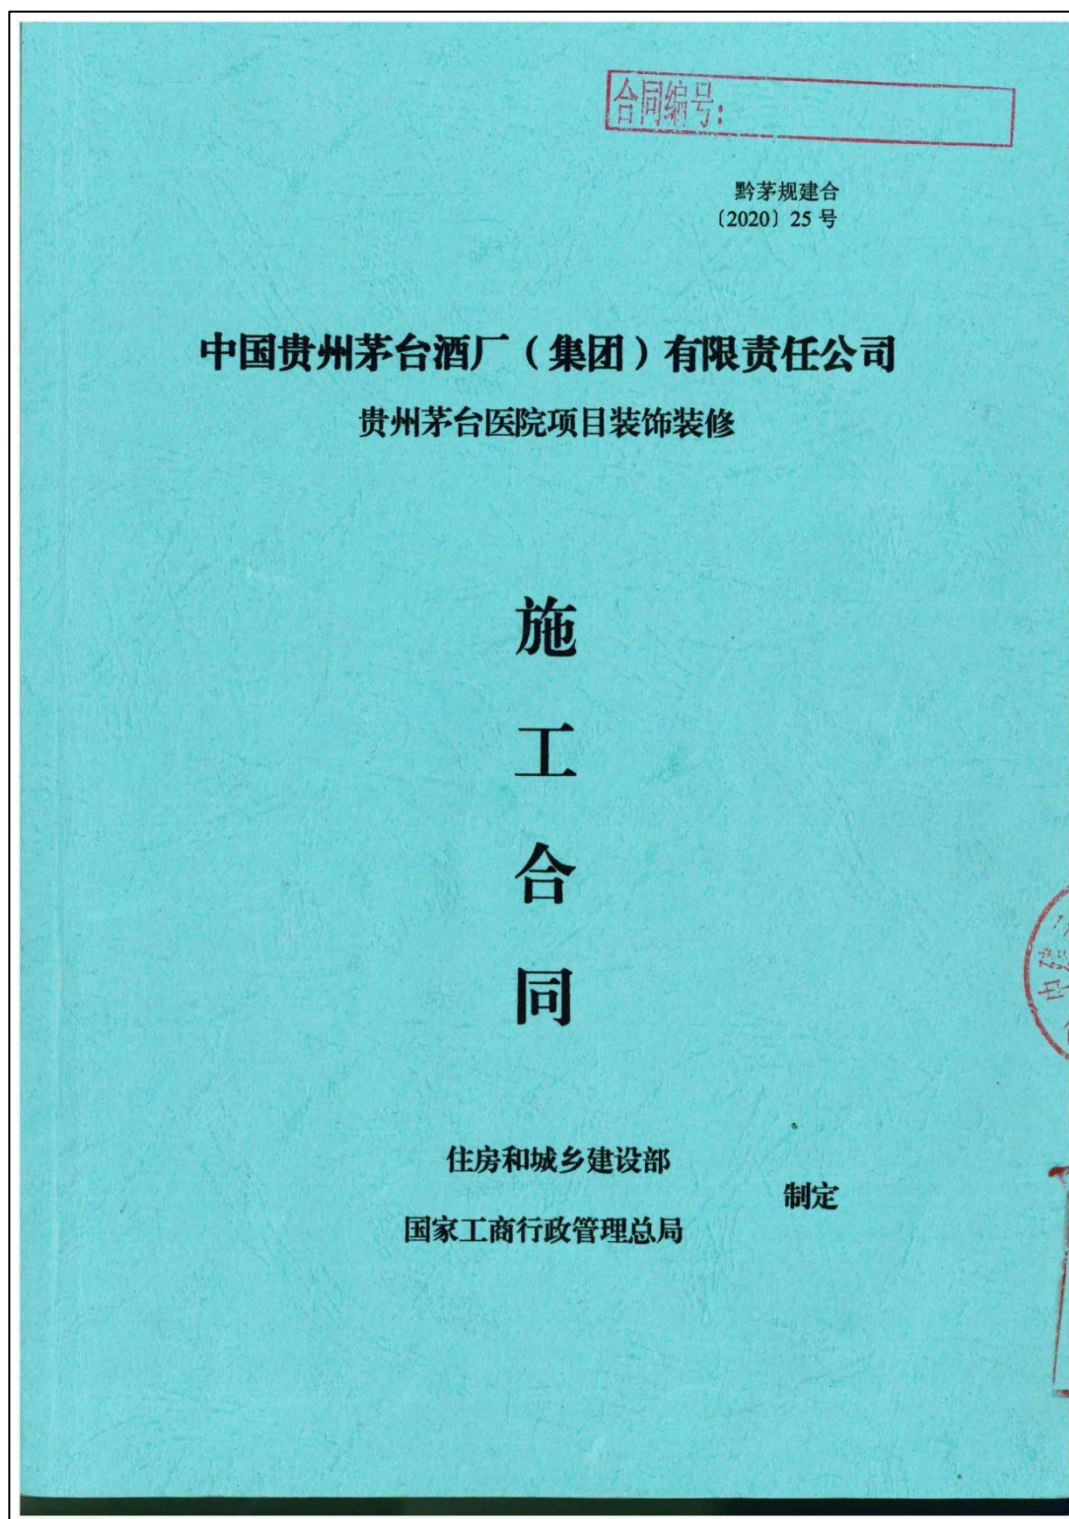 合同编号：
黔茅规建合
〔2020〕25 号
中国贵州茅台酒厂（集团）有限责任公司
贵州茅台医院项目装饰装修
施
工
合
同
住房和城乡建设部
制定
国家工商行政管理总局
中建